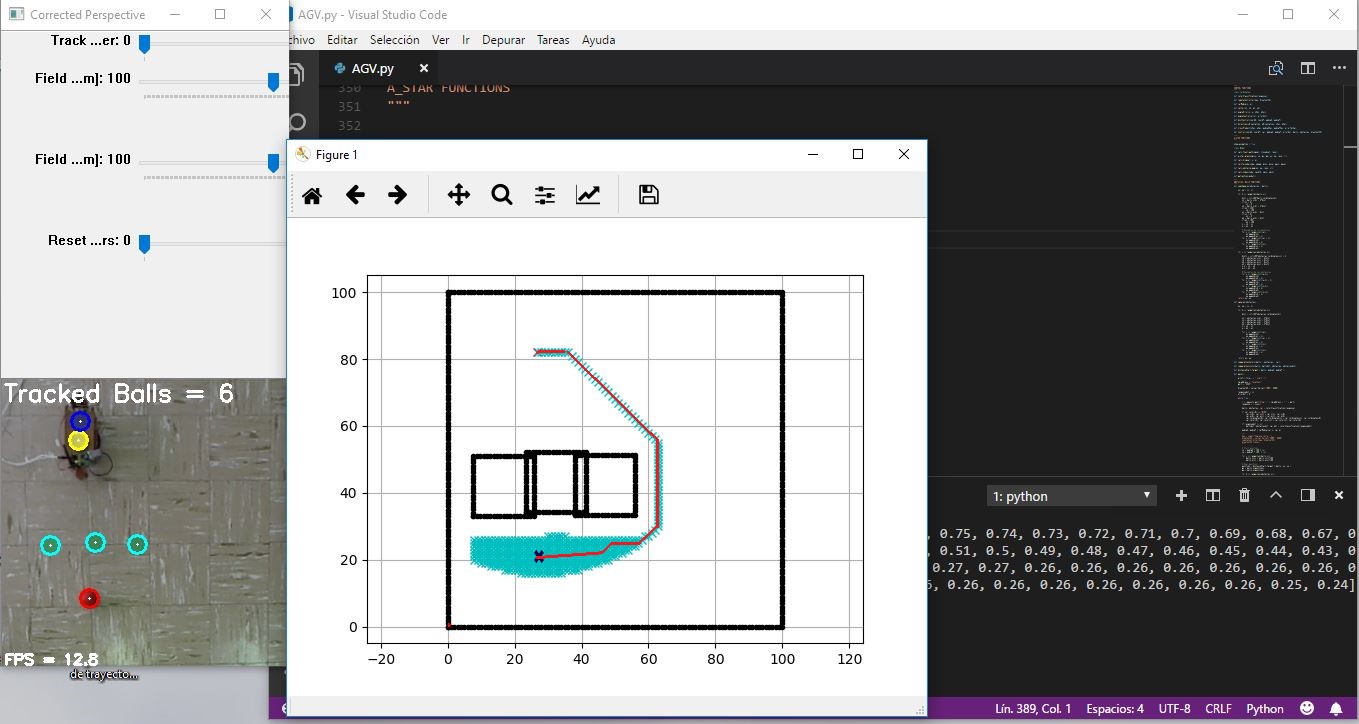 Corrected Perspective
Track ...er: 0
Field ...m]: 100
Field ...m]: 100
Reset ...rs: 0
Tracked Balls = 6
FPS = 12.8
de trayecto...
AGV.py - Visual Studio Code
chivo Editar Selección Ver Ir Depurar Tareas Ayuda
AGV.py
350 A_STAR FUNCTIONS
351 """
352
Figure 1
100
80
60
40
20
0
−20 0 20 40 60 80 100 120
1: python
, 0.75, 0.74, 0.73, 0.72, 0.71, 0.7, 0.69, 0.68, 0.67, 0
, 0.51, 0.5, 0.49, 0.48, 0.47, 0.46, 0.45, 0.44, 0.43, 0
0.27, 0.27, 0.26, 0.26, 0.26, 0.26, 0.26, 0.26, 0.26, 0
, 0.26, 0.26, 0.26, 0.26, 0.26, 0.26, 0.26, 0.25, 0.24]
Lín. 389, Col. 1 Espacios: 4 UTF-8 CRLF Python